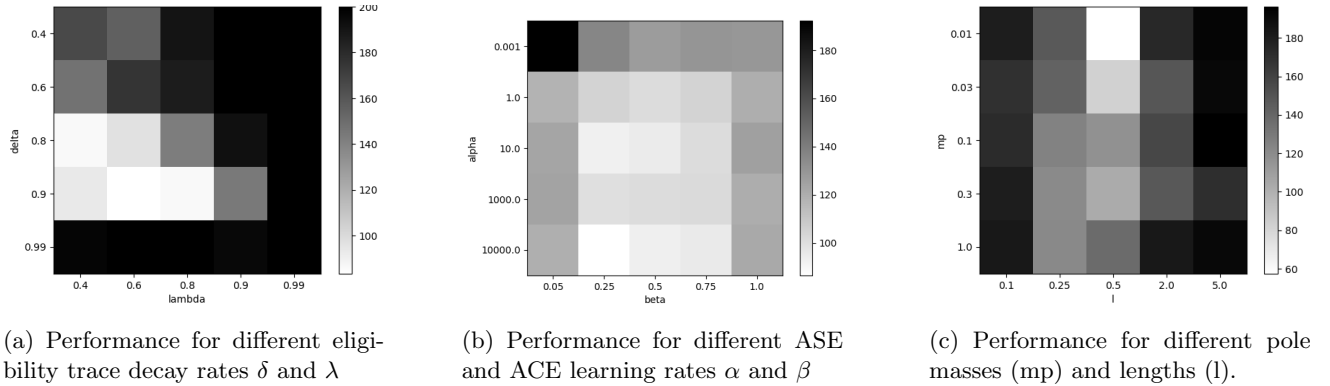 200
180
160
140
120
100
0.4
0.6
0.8
0.9
0.99
delta
0.4 0.6 0.8 0.9 0.99
lambda
180
160
140
120
100
0.001
1.0
10.0
1000.0
10000.0
alpha
0.05 0.25 0.5 0.75 1.0
beta
180
160
140
120
100
80
60
0.01
0.03
0.1
0.3
1.0
mp
0.1 0.25 0.5 2.0 5.0
l
(a) Performance for different eligi-
bility trace decay rates δ and λ
(b) Performance for different ASE
and ACE learning rates α and β
(c) Performance for different pole
masses (mp) and lengths (l).